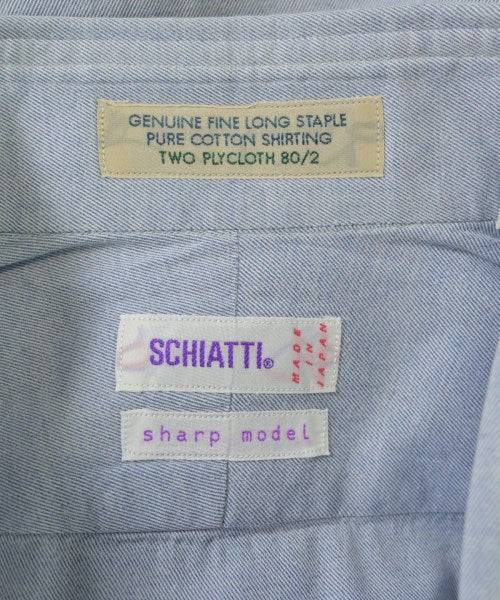 GENUINE FINE LONG STAPLE
PURE COTTON SHIRTING
TWO PLYCLOTH 80/2
SCHIATTI®
MADE
IN
JAPAN
sharp model